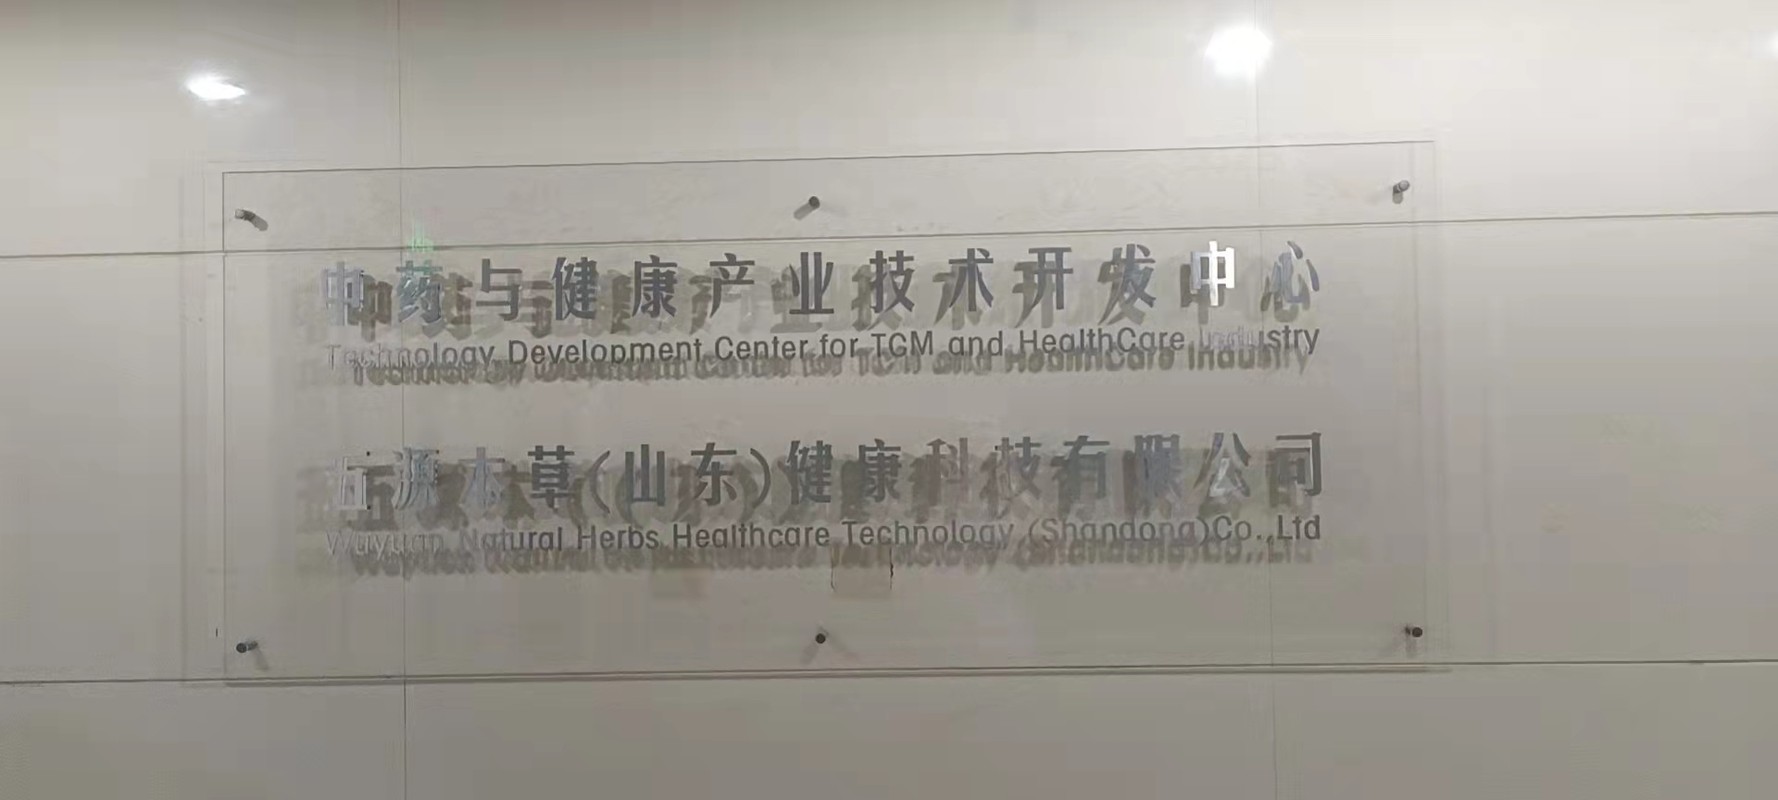 中药与健康产业技术开发中心
Technology Development Center for TCM and HealthCare Industry
五源本草(山东)健康科技有限公司
Wuyuan Natural Herbs Healthcare Technology (Shandong)Co.,Ltd